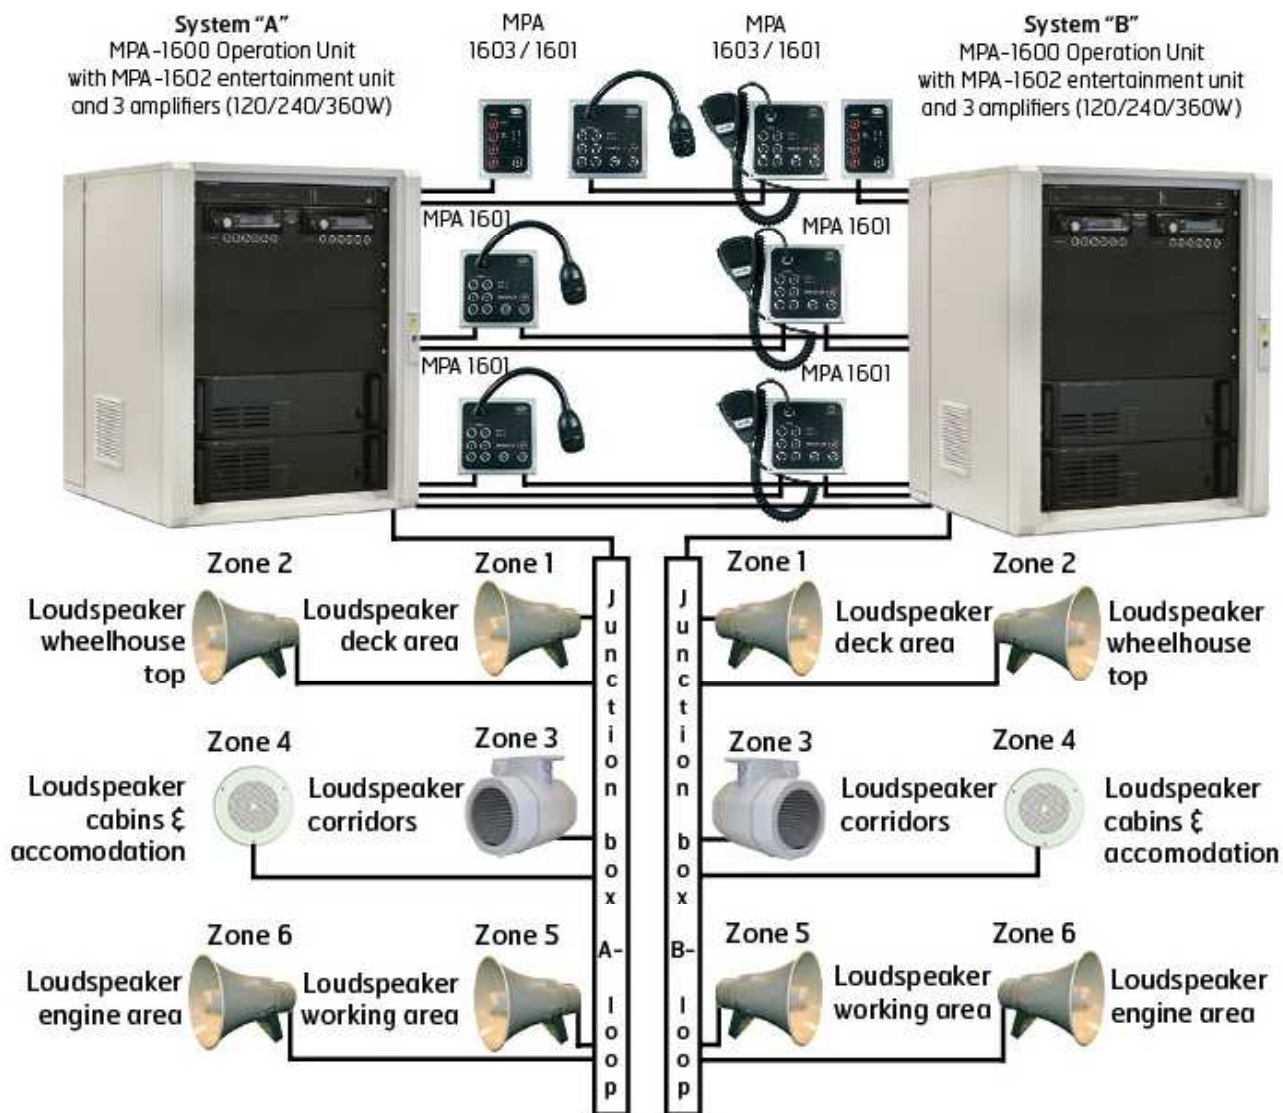 System "A"
MPA-1600 Operation Unit
with MPA-1602 entertainment unit
and 3 amplifiers (120/240/360W)
MPA
1603 / 1601
MPA
1603 / 1601
System "B"
MPA-1600 Operation Unit
with MPA-1602 entertainment unit
and 3 amplifiers (120/240/360W)
MPA 1601
MPA 1601
MPA 1601
MPA 1601
Zone 2
Loudspeaker
wheelhouse
top
Zone 1
Loudspeaker
deck area
Junction box A-loop
Junction box B-loop
Zone 1
Loudspeaker
deck area
Zone 2
Loudspeaker
wheelhouse
top
Zone 4
Loudspeaker
cabins &
accomodation
Zone 3
Loudspeaker
corridors
Zone 3
Loudspeaker
corridors
Zone 4
Loudspeaker
cabins &
accomodation
Zone 6
Loudspeaker
engine area
Zone 5
Loudspeaker
working area
Zone 5
Loudspeaker
working area
Zone 6
Loudspeaker
engine area